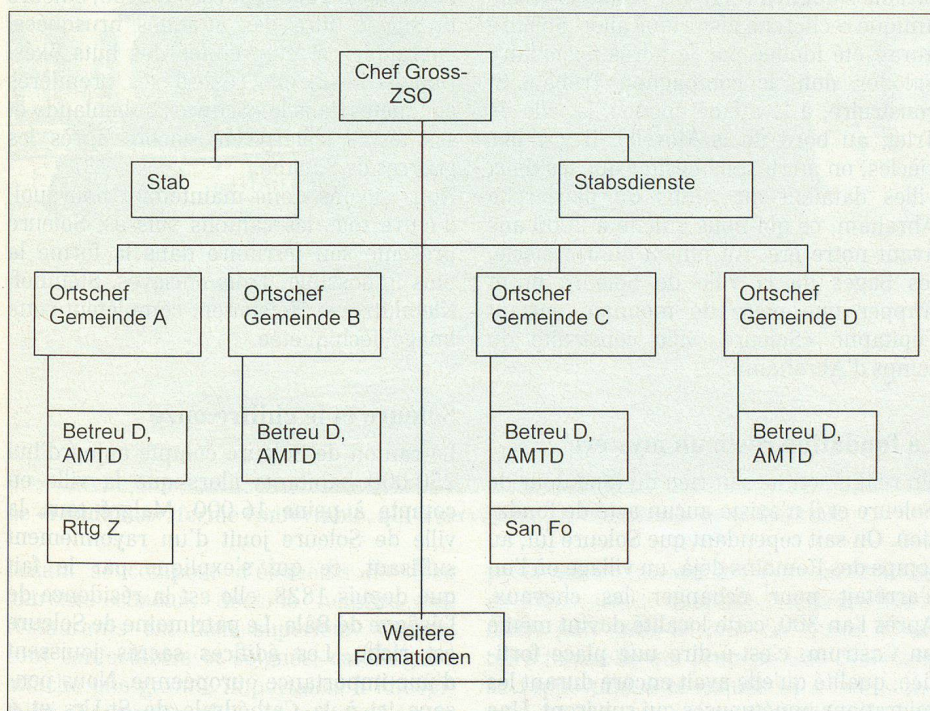 Chef Gross-
ZSO
Stab
Stabsdienste
Ortschef
Gemeinde A
Ortschef
Gemeinde B
Ortschef
Gemeinde C
Ortschef
Gemeinde D
Betreu D,
AMTD
Betreu D,
AMTD
Betreu D,
AMTD
Betreu D,
AMTD
Rttg Z
San Fo
Weitere
Formationen